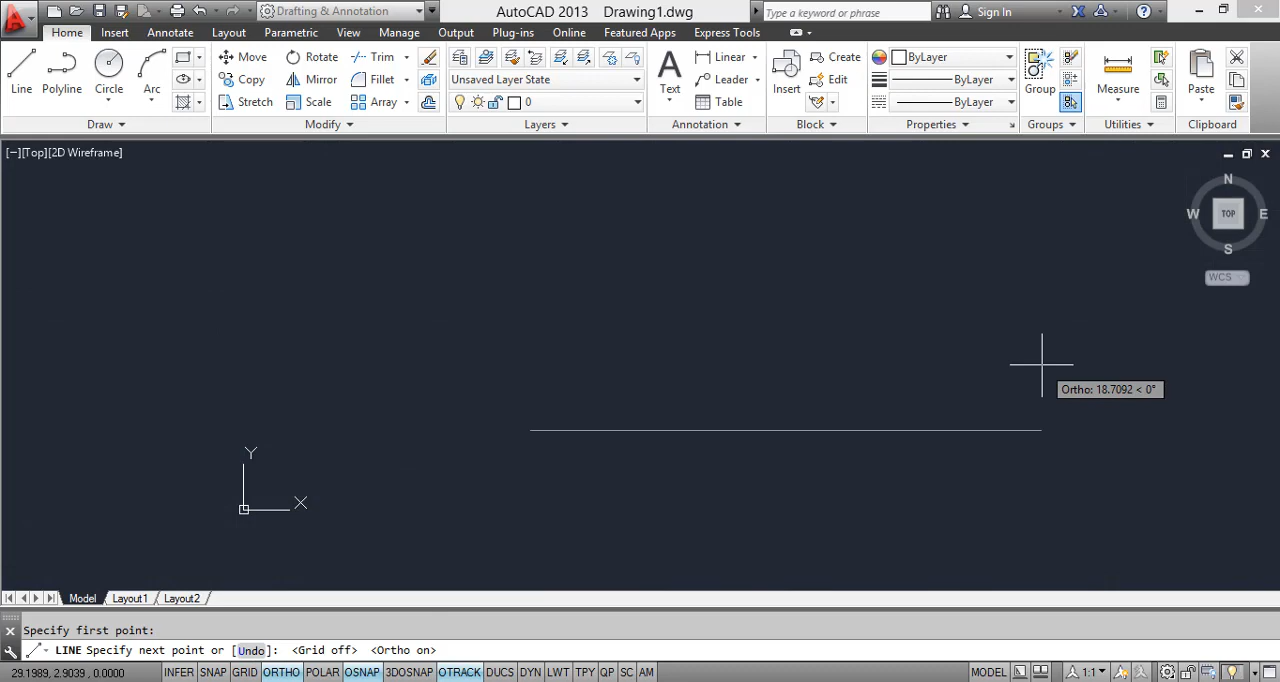 Drafting & Annotation AutoCAD 2013 Drawing1.dwg Type a keyword or phrase Sign In
Home Insert Annotate Layout Parametric View Manage Output Plug-ins Online Featured Apps Express Tools
Line Polyline Circle Arc
Move Rotate Trim
Copy Mirror Fillet
Stretch Scale Array
Unsaved Layer State
0
Text
Linear
Leader
Table
Insert
Create
Edit
ByLayer
ByLayer
ByLayer
Group
Measure
Paste
Draw Modify Layers Annotation Block Properties Groups Utilities Clipboard
[−][Top][2D Wireframe]
N
W TOP E
S
WCS
Ortho: 18.7092 < 0°
Y
X
Model Layout1 Layout2
Specify first point:
LINE Specify next point or [Undo]: <Grid off> <Ortho on>
29.1989, 2.9039 , 0.0000 INFER SNAP GRID ORTHO POLAR OSNAP 3DOSNAP OTRACK DUCS DYN LWT TPY QP SC AM MODEL 1:1